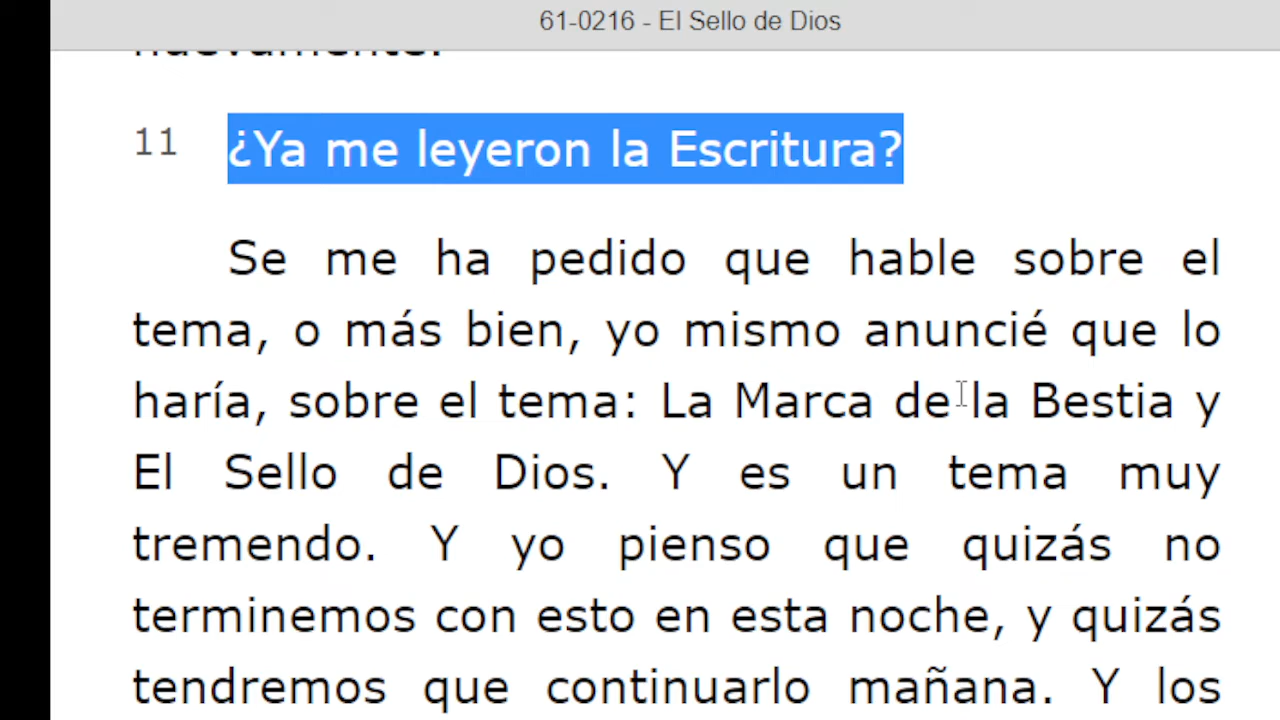 61-0216 - El Sello de Dios
nuevamente.
11 ¿Ya me leyeron la Escritura?
Se me ha pedido que hable sobre el
tema, o más bien, yo mismo anuncié que lo
haría, sobre el tema: La Marca de la Bestia y
El Sello de Dios. Y es un tema muy
tremendo. Y yo pienso que quizás no
terminemos con esto en esta noche, y quizás
tendremos que continuarlo mañana. Y los